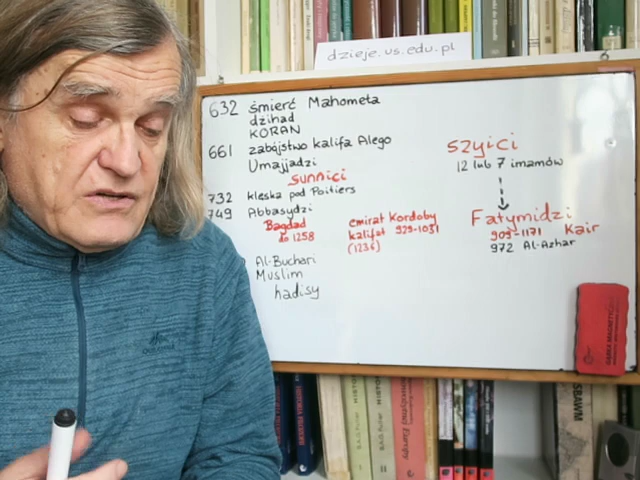 dzieje.us.edu.pl
632 śmierć Mahometa
dżihad
KORAN
661 zabójstwo kalifa Alego
Umajjadzi
sunnici
732 klęska pod Poitiers
749 Abbasydzi
Bagdad
do 1258
emirat Kordoby
kalifat 929-1031
(1236)
Al-Buchari
Muslim
hadisy
szyici
12 lub 7 imamów
Fatymidzi
909-1171 Kair
972 Al-Azhar